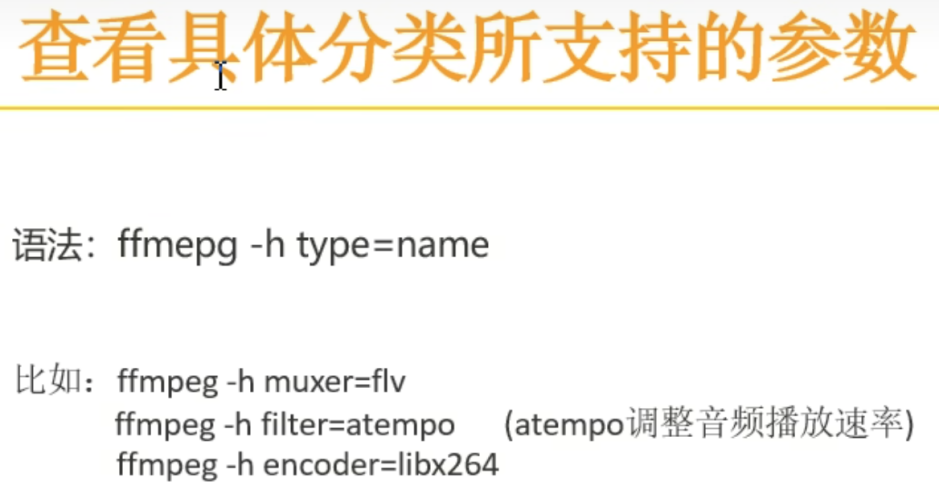 查看具体分类所支持的参数
语法：ffmepg -h type=name
比如：ffmpeg -h muxer=flv
ffmpeg -h filter=atempo (atempo调整音频播放速率)
ffmpeg -h encoder=libx264